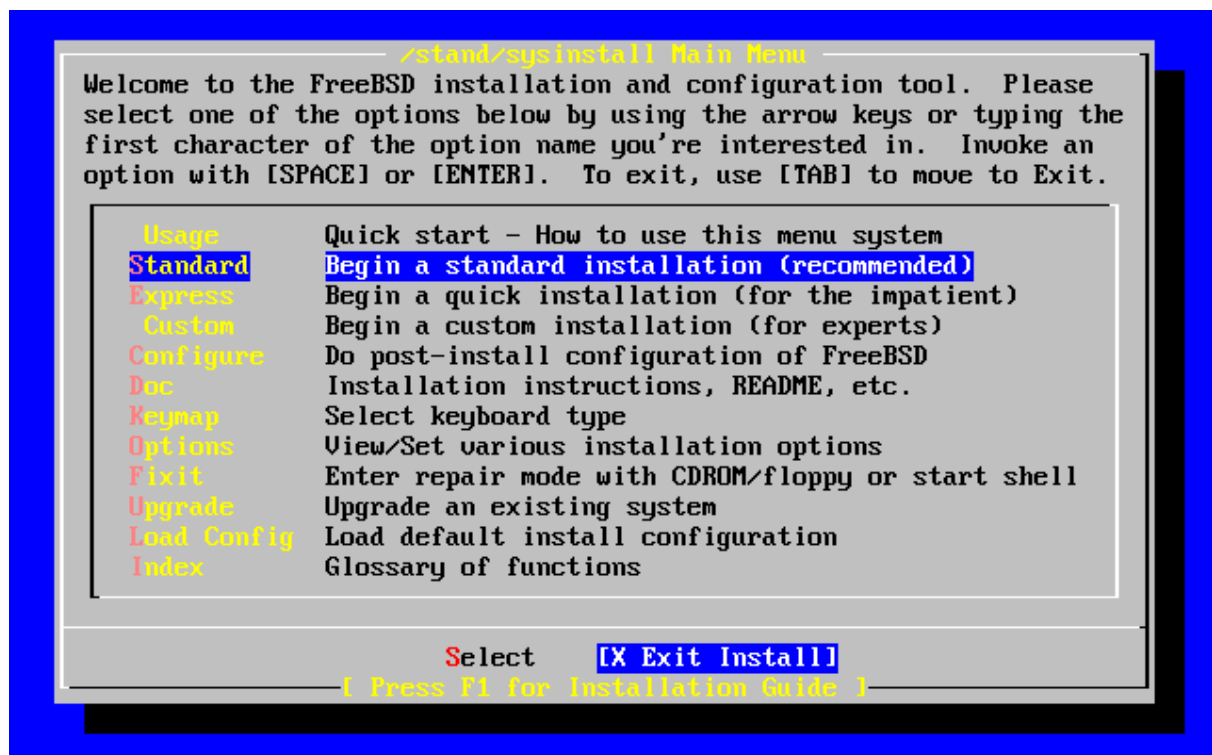 /stand/sysinstall Main Menu
Welcome to the FreeBSD installation and configuration tool.  Please
select one of the options below by using the arrow keys or typing the
first character of the option name you're interested in.  Invoke an
option with [SPACE] or [ENTER].  To exit, use [TAB] to move to Exit.
Usage Quick start - How to use this menu system
Standard Begin a standard installation (recommended)
Express Begin a quick installation (for the impatient)
Custom Begin a custom installation (for experts)
Configure Do post-install configuration of FreeBSD
Doc Installation instructions, README, etc.
Keymap Select keyboard type
Options View/Set various installation options
Fixit Enter repair mode with CDROM/floppy or start shell
Upgrade Upgrade an existing system
Load Config Load default install configuration
Index Glossary of functions
Select [X Exit Install]
[ Press F1 for Installation Guide ]